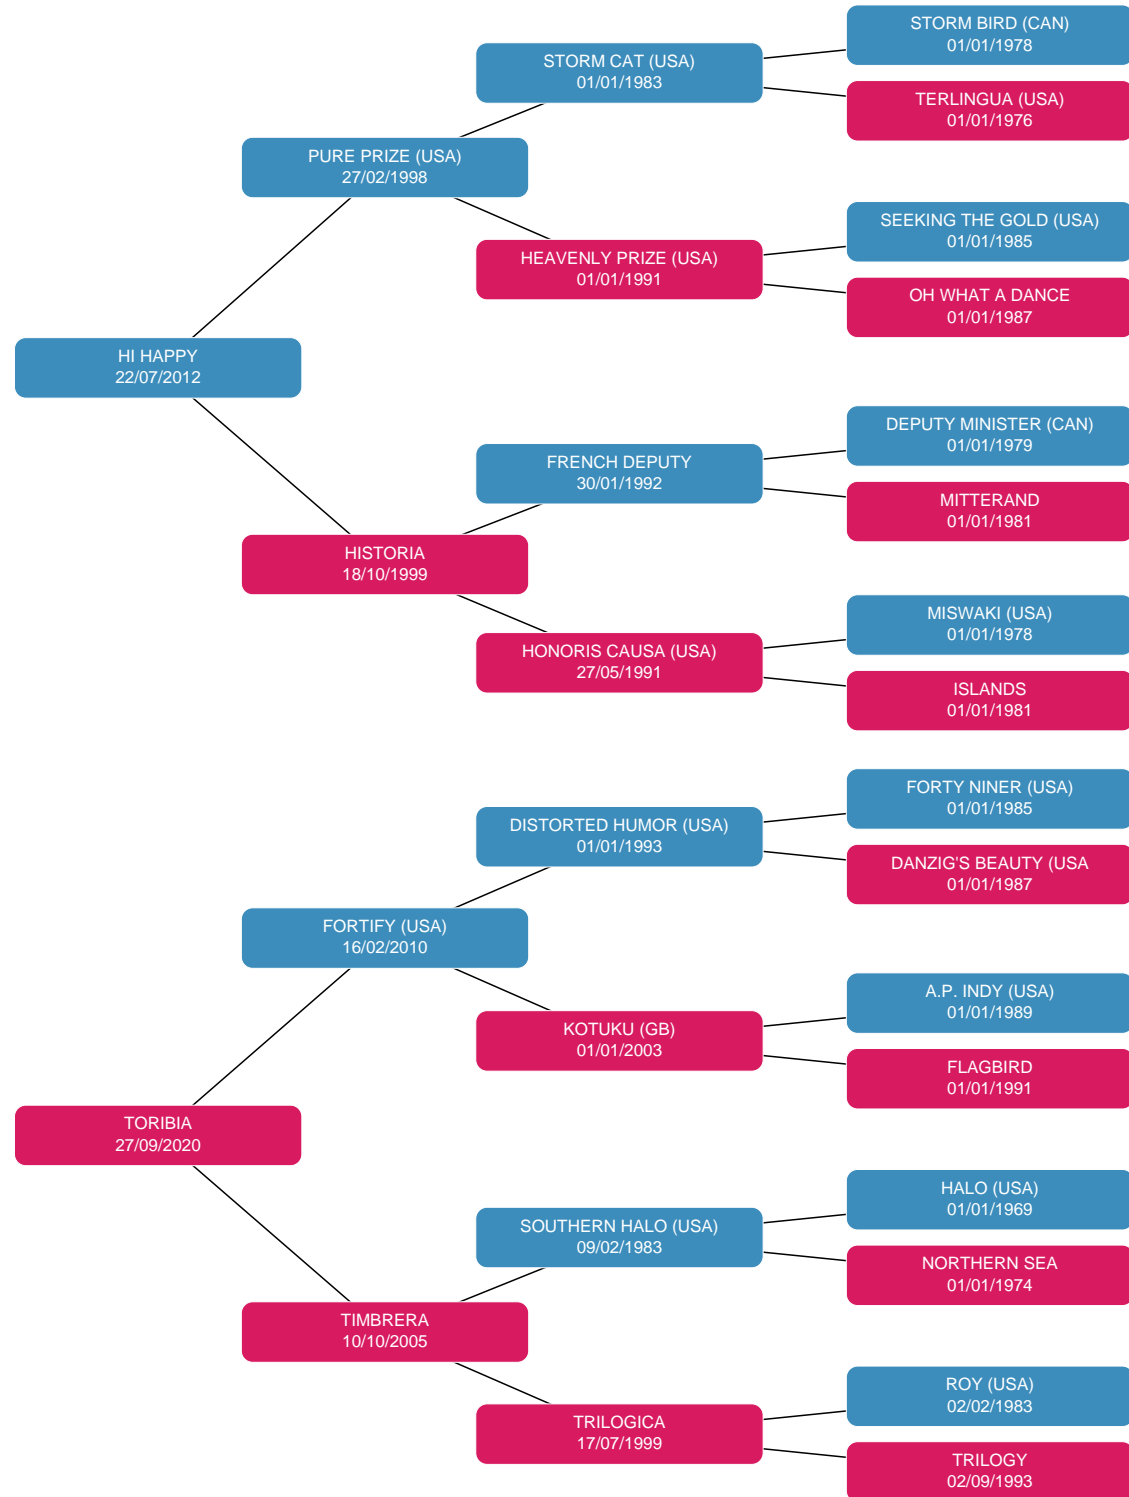 STORM BIRD (CAN)
01/01/1978
STORM CAT (USA)
01/01/1983
TERLINGUA (USA)
01/01/1976
PURE PRIZE (USA)
27/02/1998
SEEKING THE GOLD (USA)
01/01/1985
HEAVENLY PRIZE (USA)
01/01/1991
OH WHAT A DANCE
01/01/1987
HI HAPPY
22/07/2012
DEPUTY MINISTER (CAN)
01/01/1979
FRENCH DEPUTY
30/01/1992
MITTERAND
01/01/1981
HISTORIA
18/10/1999
MISWAKI (USA)
01/01/1978
HONORIS CAUSA (USA)
27/05/1991
ISLANDS
01/01/1981
FORTY NINER (USA)
01/01/1985
DISTORTED HUMOR (USA)
01/01/1993
DANZIG'S BEAUTY (USA
01/01/1987
FORTIFY (USA)
16/02/2010
A.P. INDY (USA)
01/01/1989
KOTUKU (GB)
01/01/2003
FLAGBIRD
01/01/1991
TORIBIA
27/09/2020
HALO (USA)
01/01/1969
SOUTHERN HALO (USA)
09/02/1983
NORTHERN SEA
01/01/1974
TIMBRERA
10/10/2005
ROY (USA)
02/02/1983
TRILOGICA
17/07/1999
TRILOGY
02/09/1993